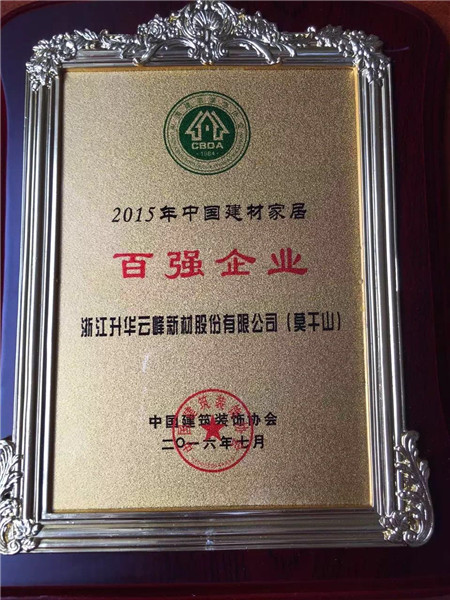 CBDA
·1984·
2015年中国建材家居
百强企业
浙江升华云峰新材股份有限公司（莫干山）
中国建筑装饰协会
二〇一六年七月